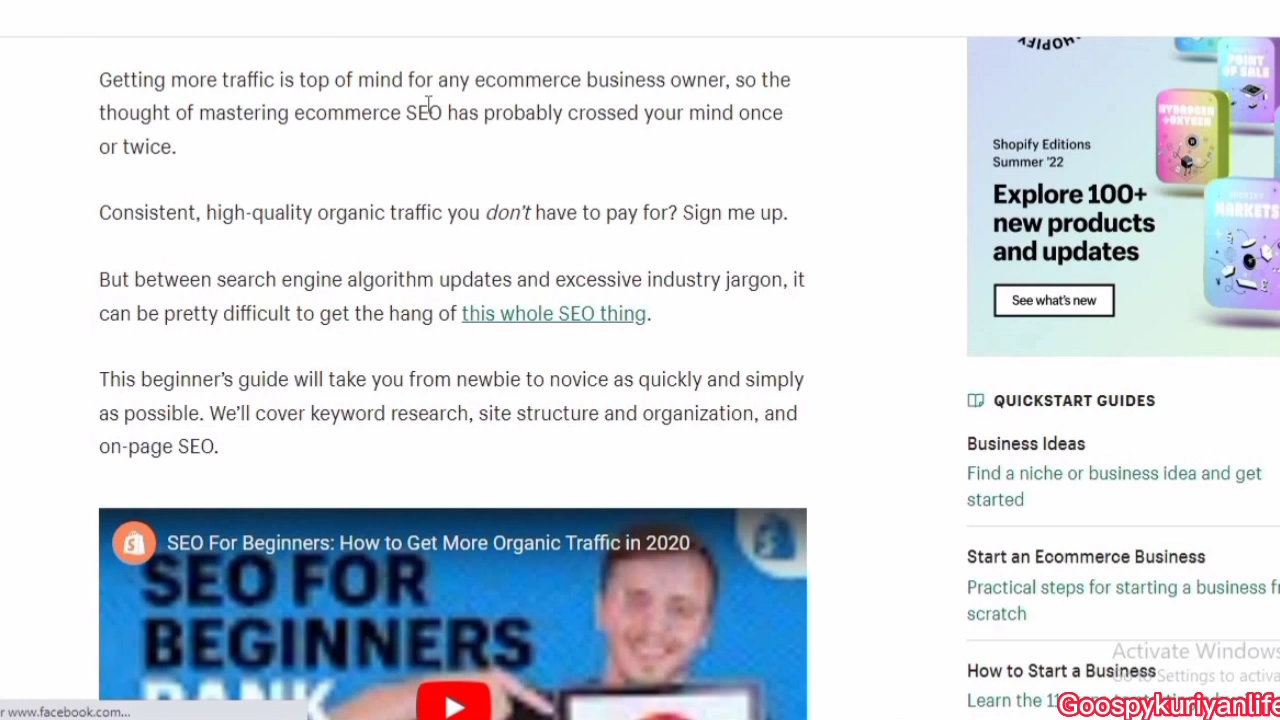 Getting more traffic is top of mind for any ecommerce business owner, so the
thought of mastering ecommerce SEO has probably crossed your mind once
or twice.
Consistent, high-quality organic traffic you don't have to pay for? Sign me up.
But between search engine algorithm updates and excessive industry jargon, it
can be pretty difficult to get the hang of this whole SEO thing.
This beginner's guide will take you from newbie to novice as quickly and simply
as possible. We'll cover keyword research, site structure and organization, and
on-page SEO.
SEO For Beginners: How to Get More Organic Traffic in 2020
SEO FOR
BEGINNERS
RANK
SHOPIFY
POINT
OF SALE
HYDROGEN
+OXYGEN
MARKETS
Shopify Editions
Summer '22
Explore 100+
new products
and updates
See what's new
QUICKSTART GUIDES
Business Ideas
Find a niche or business idea and get
started
Start an Ecommerce Business
Practical steps for starting a business
scratch
How to Start a Business
Learn the
Activate Windows
Settings to
r www.facebook.com...
Goospykuriyanlife